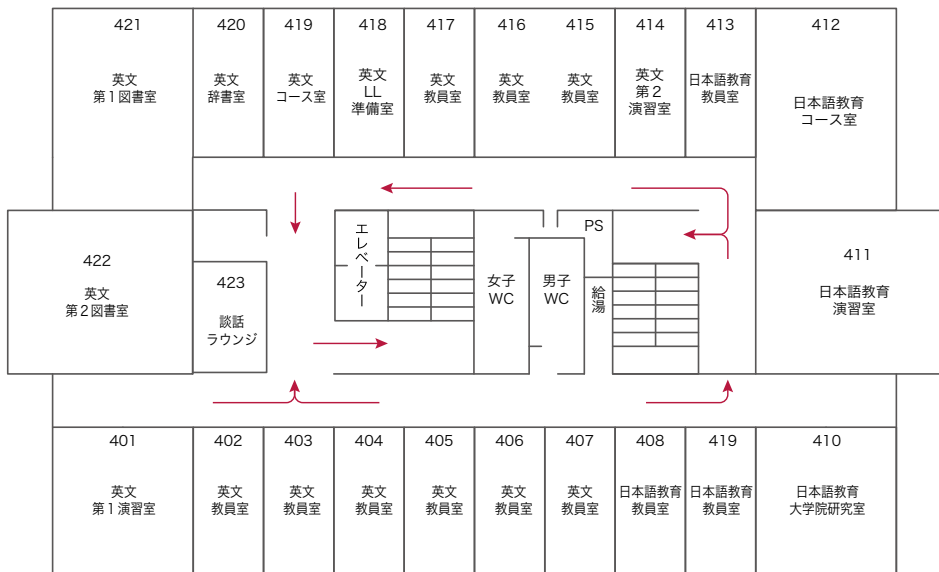 421
英文
第1図書室
420
英文
辞書室
419
英文
コース室
418
英文
LL
準備室
417
英文
教員室
416
英文
教員室
415
英文
教員室
414
英文
第2
演習室
413
日本語教育
教員室
412
日本語教育
コース室
422
英文
第2図書室
423
談話
ラウンジ
エレベーター
女子
WC
男子
WC
PS
給湯
411
日本語教育
演習室
401
英文
第1演習室
402
英文
教員室
403
英文
教員室
404
英文
教員室
405
英文
教員室
406
英文
教員室
407
英文
教員室
408
日本語教育
教員室
419
日本語教育
教員室
410
日本語教育
大学院研究室